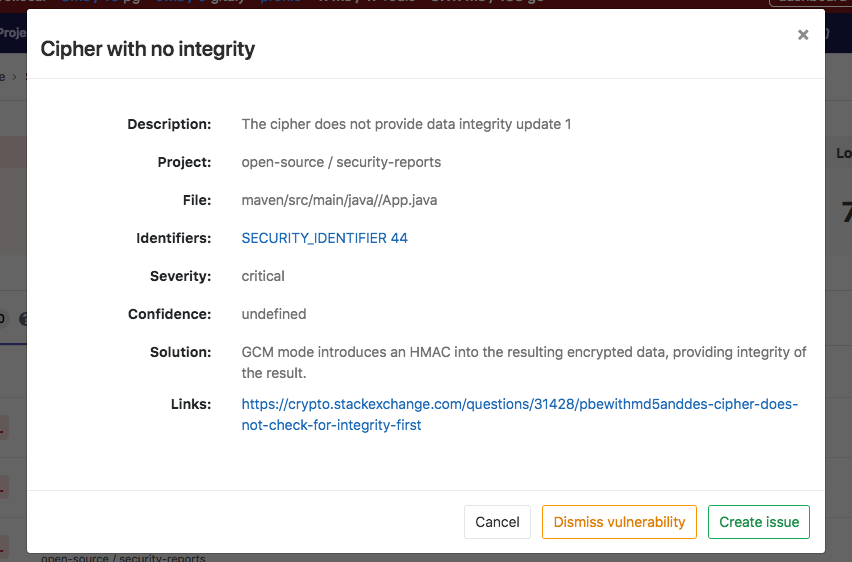 Proje
Cipher with no integrity
×
Description: The cipher does not provide data integrity update 1
Project: open-source / security-reports
File: maven/src/main/java//App.java
Identifiers: SECURITY_IDENTIFIER 44
Severity: critical
Confidence: undefined
Solution: GCM mode introduces an HMAC into the resulting encrypted data, providing integrity of
the result.
Links: https://crypto.stackexchange.com/questions/31428/pbewithmd5anddes-cipher-does-
not-check-for-integrity-first
Cancel Dismiss vulnerability Create issue
Lo
7
open-source / security-reports